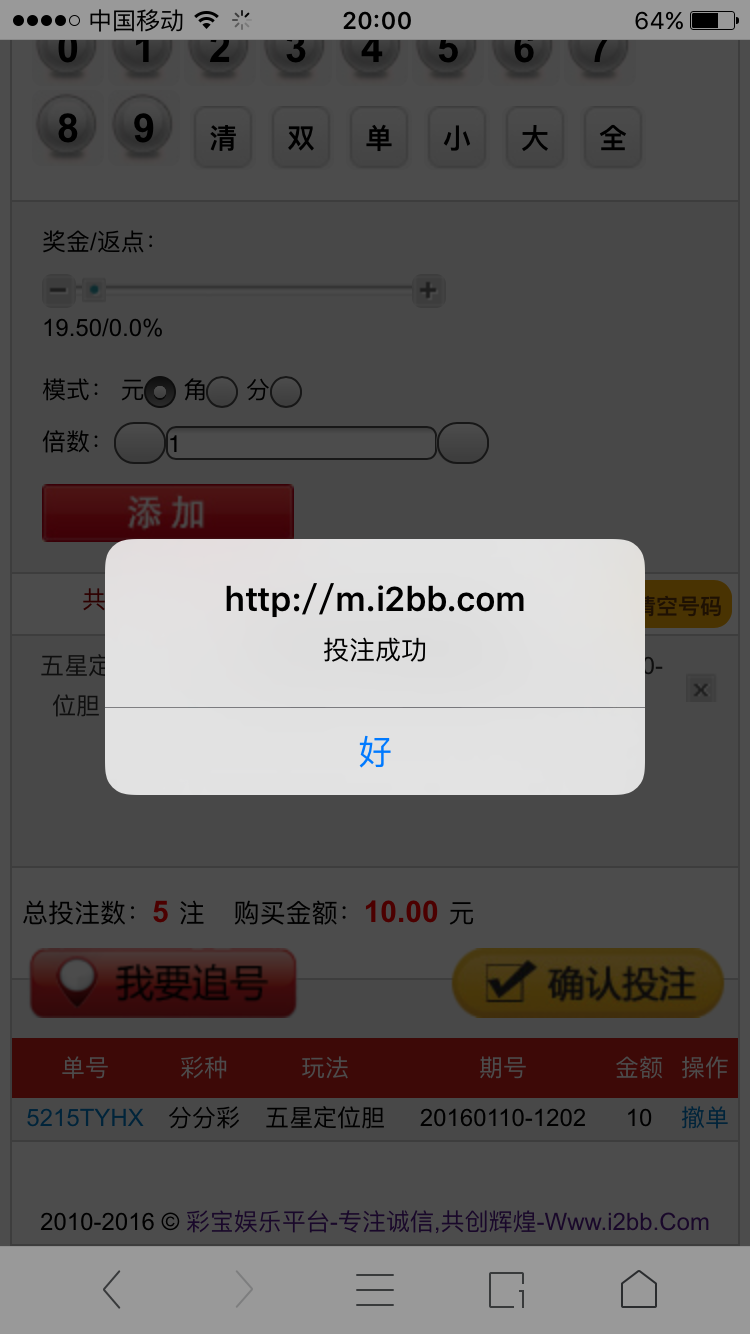 中国移动 20:00 64%
0 1 2 3 4 5 6 7
8 9 清 双 单 小 大 全
奖金/返点：
19.50/0.0%
模式： 元 角 分
倍数： 1
添 加
共 清空号码
http://m.i2bb.com
投注成功
好
五星定 0-
位胆
总投注数：5 注 购买金额：10.00 元
我要追号 确认投注
单号 彩种 玩法 期号 金额 操作
5215TYHX 分分彩 五星定位胆 20160110-1202 10 撤单
2010-2016 © 彩宝娱乐平台-专注诚信,共创辉煌-Www.i2bb.Com
1